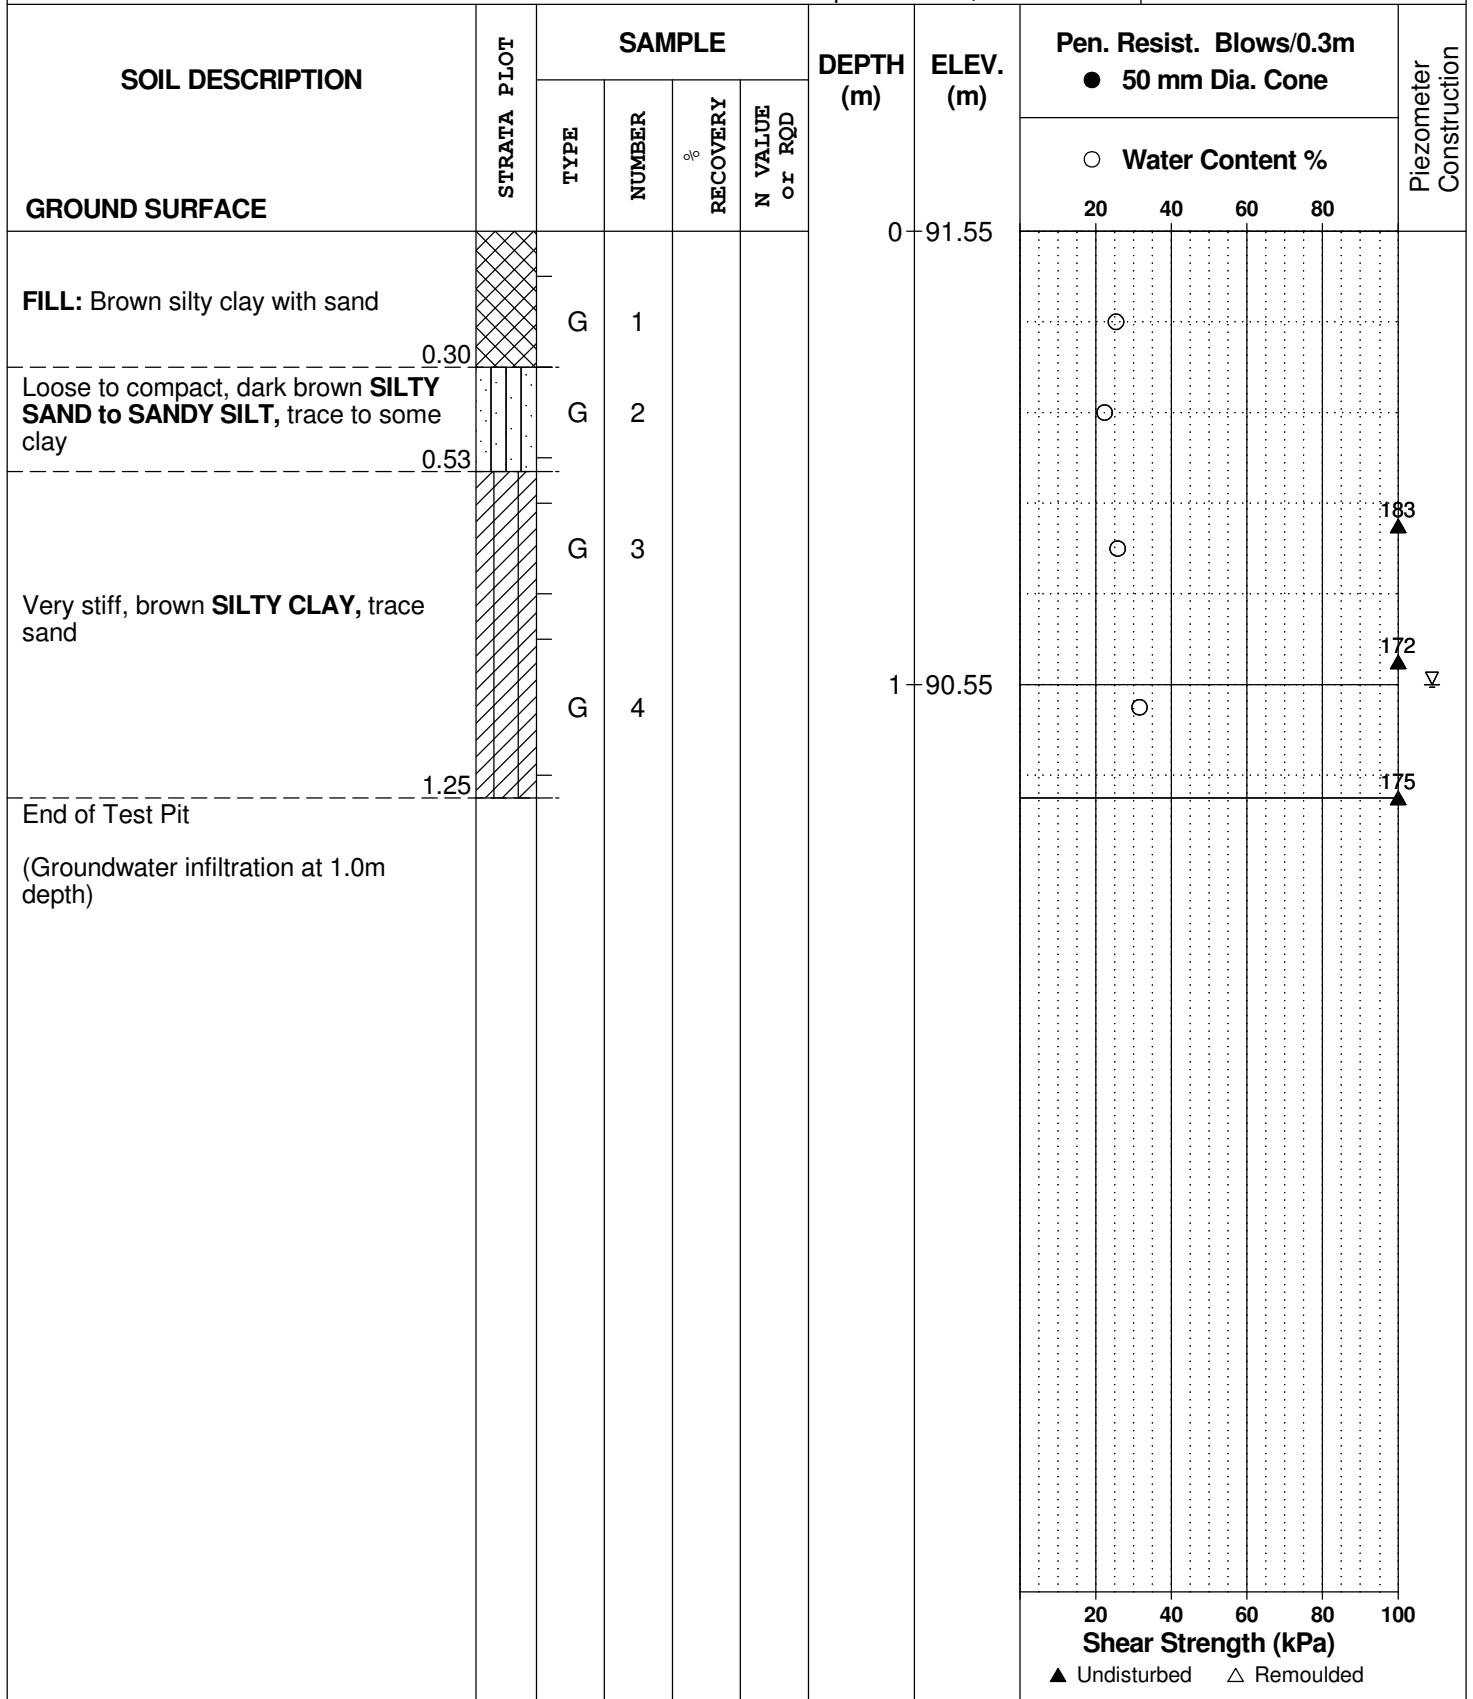 SOIL DESCRIPTION
GROUND SURFACE
STRATA PLOT
SAMPLE
TYPE
NUMBER
%
RECOVERY
N VALUE
or RQD
DEPTH
(m)
ELEV.
(m)
Pen. Resist. Blows/0.3m
● 50 mm Dia. Cone
○ Water Content %
20 40 60 80
Piezometer
Construction
0 91.55
FILL: Brown silty clay with sand
0.30
G 1
Loose to compact, dark brown SILTY
SAND to SANDY SILT, trace to some
clay
0.53
G 2
183
G 3
Very stiff, brown SILTY CLAY, trace
sand
172
1 90.55
G 4
1.25
175
End of Test Pit
(Groundwater infiltration at 1.0m
depth)
20 40 60 80 100
Shear Strength (kPa)
▲ Undisturbed △ Remoulded